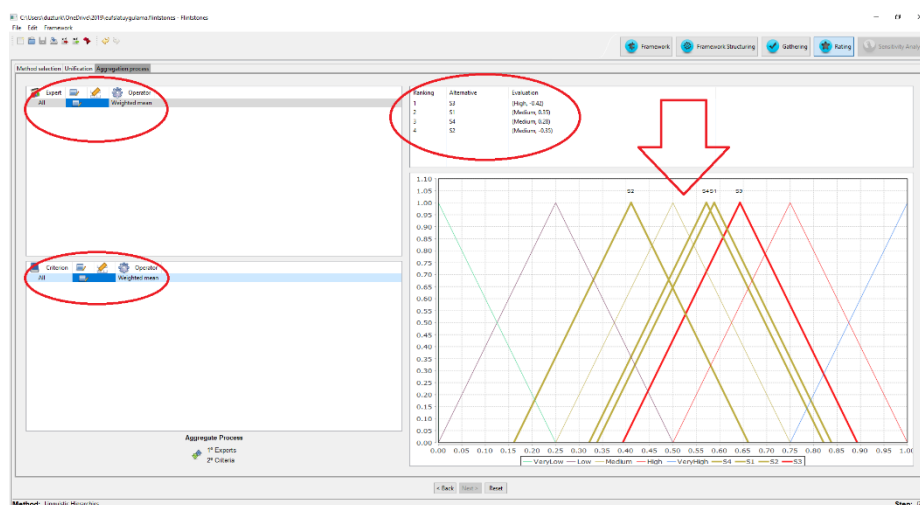 C:\Users\duzturk\OneDrive\2019\eufslatuygulama.flintstones - Flintstones
File Edit Framework
Framework Framework Structuring Gathering Rating Sensitivity Analy
Method selection Unification Aggregation process
Expert Operator
All Weighted mean
Ranking Alternative Evaluation
1 S3 (High, -0.42)
2 S1 (Medium, 0.35)
3 S4 (Medium, 0.28)
4 S2 (Medium, -0.35)
Criterion Operator
All Weighted mean
S2 S4 S1 S3
1.10
1.05
1.00
0.95
0.90
0.85
0.80
0.75
0.70
0.65
0.60
0.55
0.50
0.45
0.40
0.35
0.30
0.25
0.20
0.15
0.10
0.05
0.00
0.00 0.05 0.10 0.15 0.20 0.25 0.30 0.35 0.40 0.45 0.50 0.55 0.60 0.65 0.70 0.75 0.80 0.85 0.90 0.95 1.00
VeryLow Low Medium High VeryHigh S4 S1 S2 S3
Aggregate Process
1º Experts
2º Criteria
< Back Next > Reset
Method: Linguistic Hierarchies
Step: